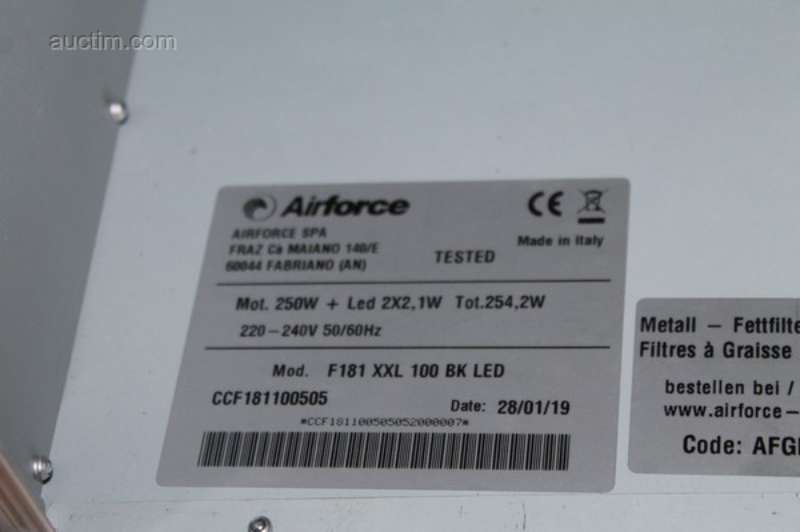 auctim.com
Airforce
AIRFORCE SPA
FRAZ Ca MAIANO 140/E
60044 FABRIANO (AN)
TESTED
CE
Made in Italy
Mot. 250W + Led 2X2,1W Tot.254,2W
220-240V 50/60Hz
Mod. F181 XXL 100 BK LED
CCF181100505
Date: 28/01/19
*CCF181100505052000007*
Metall – Fettfilte
Filtres à Graisse
bestellen bei /
www.airforce-
Code: AFG